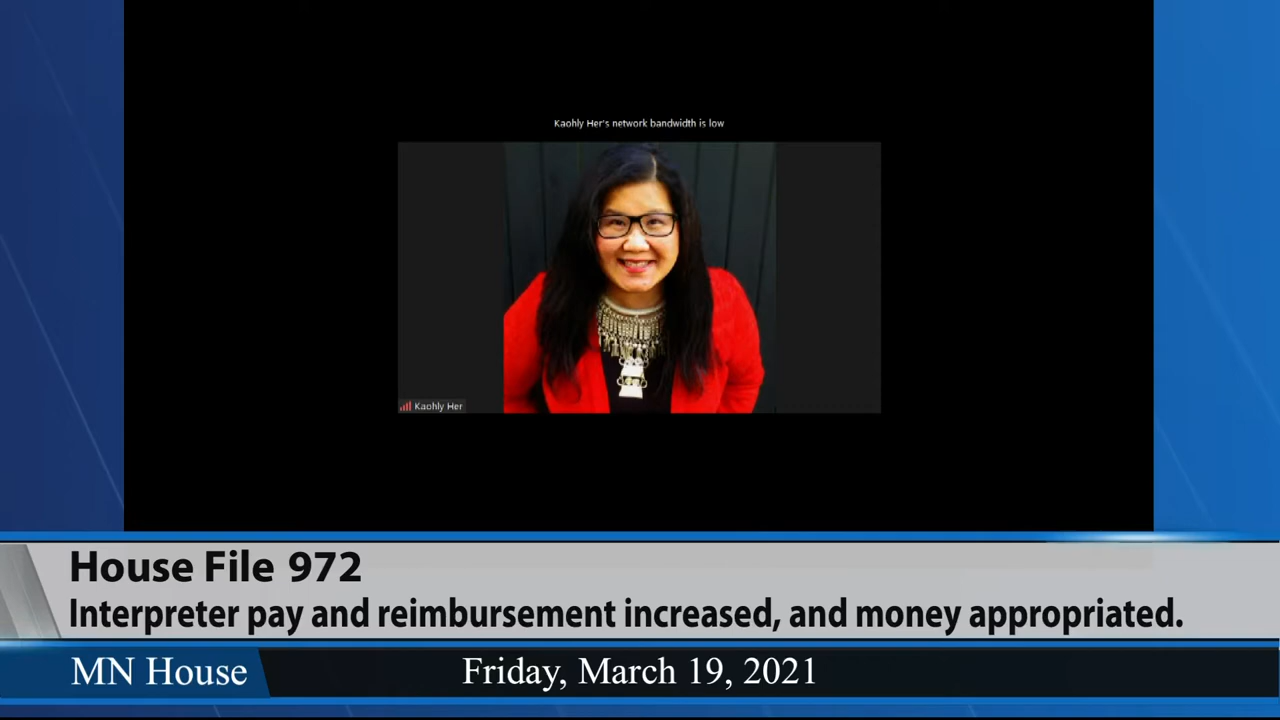 Kaohly Her's network bandwidth is low
Kaohly Her
House File 972
Interpreter pay and reimbursement increased, and money appropriated.
MN House
Friday, March 19, 2021